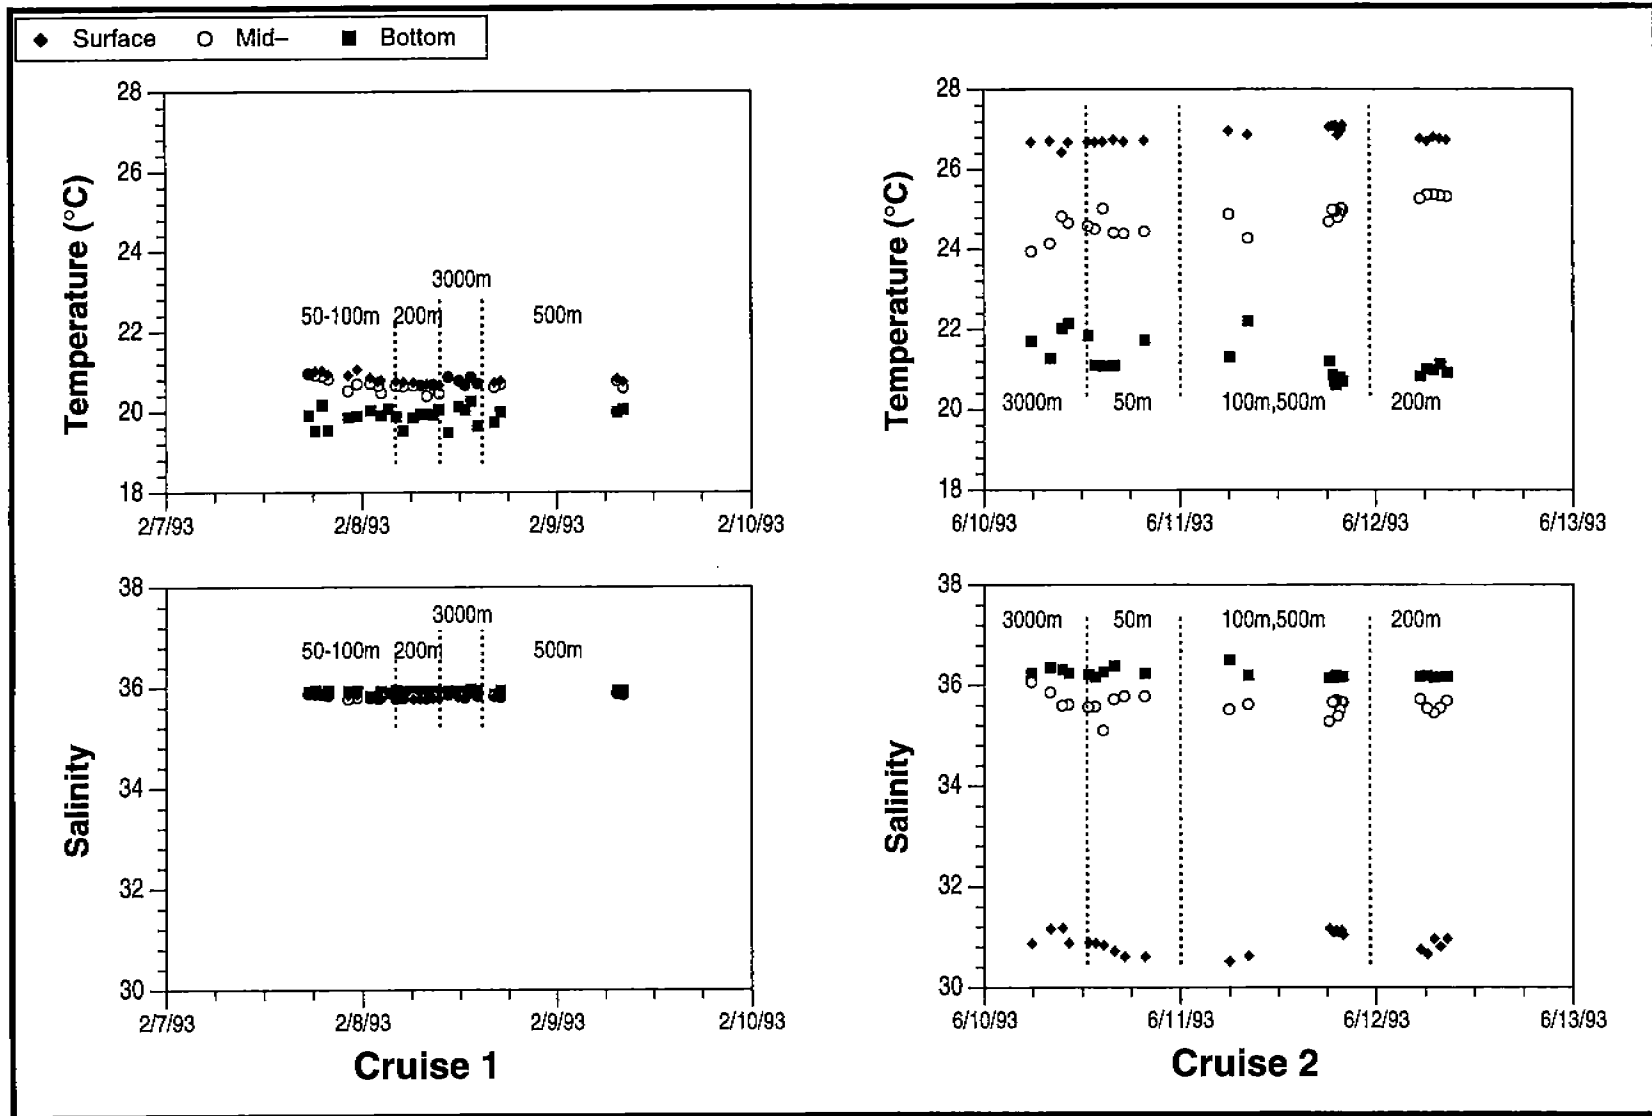 Surface Mid– Bottom
28
26
24
22
20
18
Temperature (°C)
3000m
50-100m 200m 500m
2/7/93 2/8/93 2/9/93 2/10/93
28
26
24
22
20
18
Temperature (°C)
3000m 50m 100m,500m 200m
6/10/93 6/11/93 6/12/93 6/13/93
38
36
34
32
30
Salinity
3000m
50-100m 200m 500m
2/7/93 2/8/93 2/9/93 2/10/93
Cruise 1
38
36
34
32
30
Salinity
3000m 50m 100m,500m 200m
6/10/93 6/11/93 6/12/93 6/13/93
Cruise 2